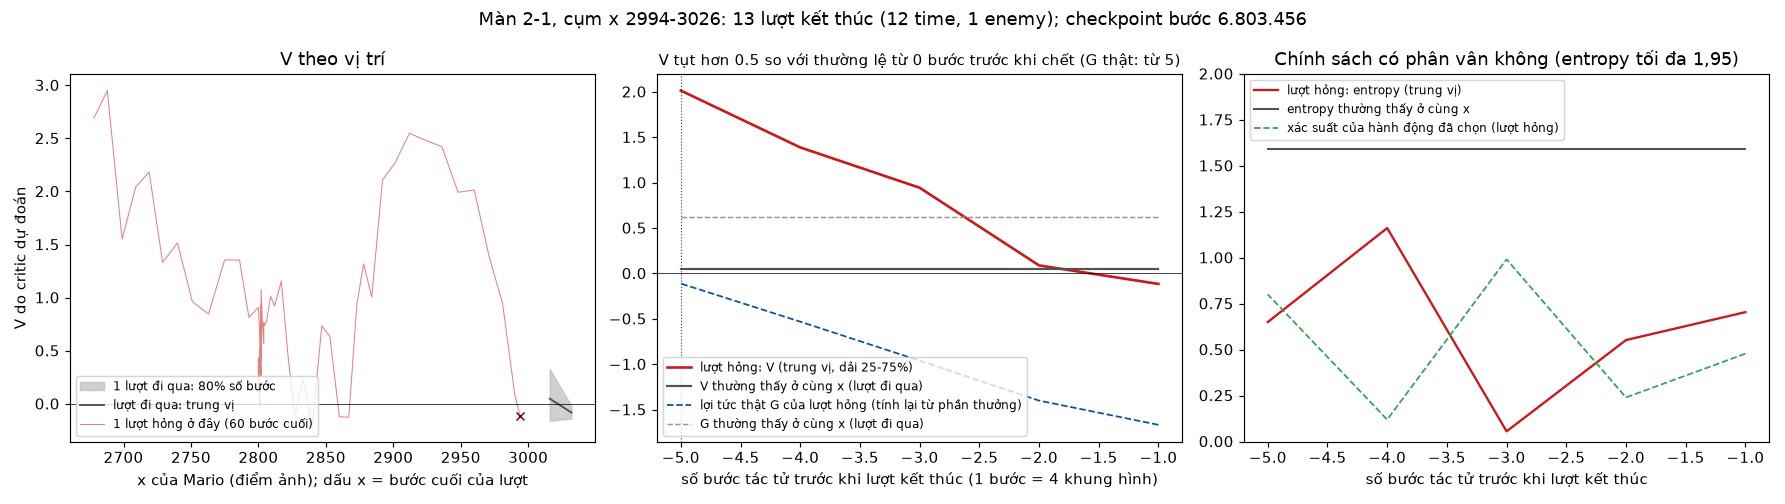 Màn 2-1, cụm x 2994-3026: 13 lượt kết thúc (12 time, 1 enemy); checkpoint bước 6.803.456
V theo vị trí
V do critic dự đoán
3.0
2.5
2.0
1.5
1.0
0.5
0.0
1 lượt đi qua: 80% số bước
lượt đi qua: trung vị
1 lượt hỏng ở đây (60 bước cuối)
2700 2750 2800 2850 2900 2950 3000
x của Mario (điểm ảnh); dấu x = bước cuối của lượt
V tụt hơn 0.5 so với thường lệ từ 0 bước trước khi chết (G thật: từ 5)
2.0
1.5
1.0
0.5
0.0
−0.5
−1.0
−1.5
lượt hỏng: V (trung vị, dải 25-75%)
V thường thấy ở cùng x (lượt đi qua)
lợi tức thật G của lượt hỏng (tính lại từ phần thưởng)
G thường thấy ở cùng x (lượt đi qua)
−5.0 −4.5 −4.0 −3.5 −3.0 −2.5 −2.0 −1.5 −1.0
số bước tác tử trước khi lượt kết thúc (1 bước = 4 khung hình)
Chính sách có phân vân không (entropy tối đa 1,95)
2.00
1.75
1.50
1.25
1.00
0.75
0.50
0.25
0.00
lượt hỏng: entropy (trung vị)
entropy thường thấy ở cùng x
xác suất của hành động đã chọn (lượt hỏng)
−5.0 −4.5 −4.0 −3.5 −3.0 −2.5 −2.0 −1.5 −1.0
số bước tác tử trước khi lượt kết thúc